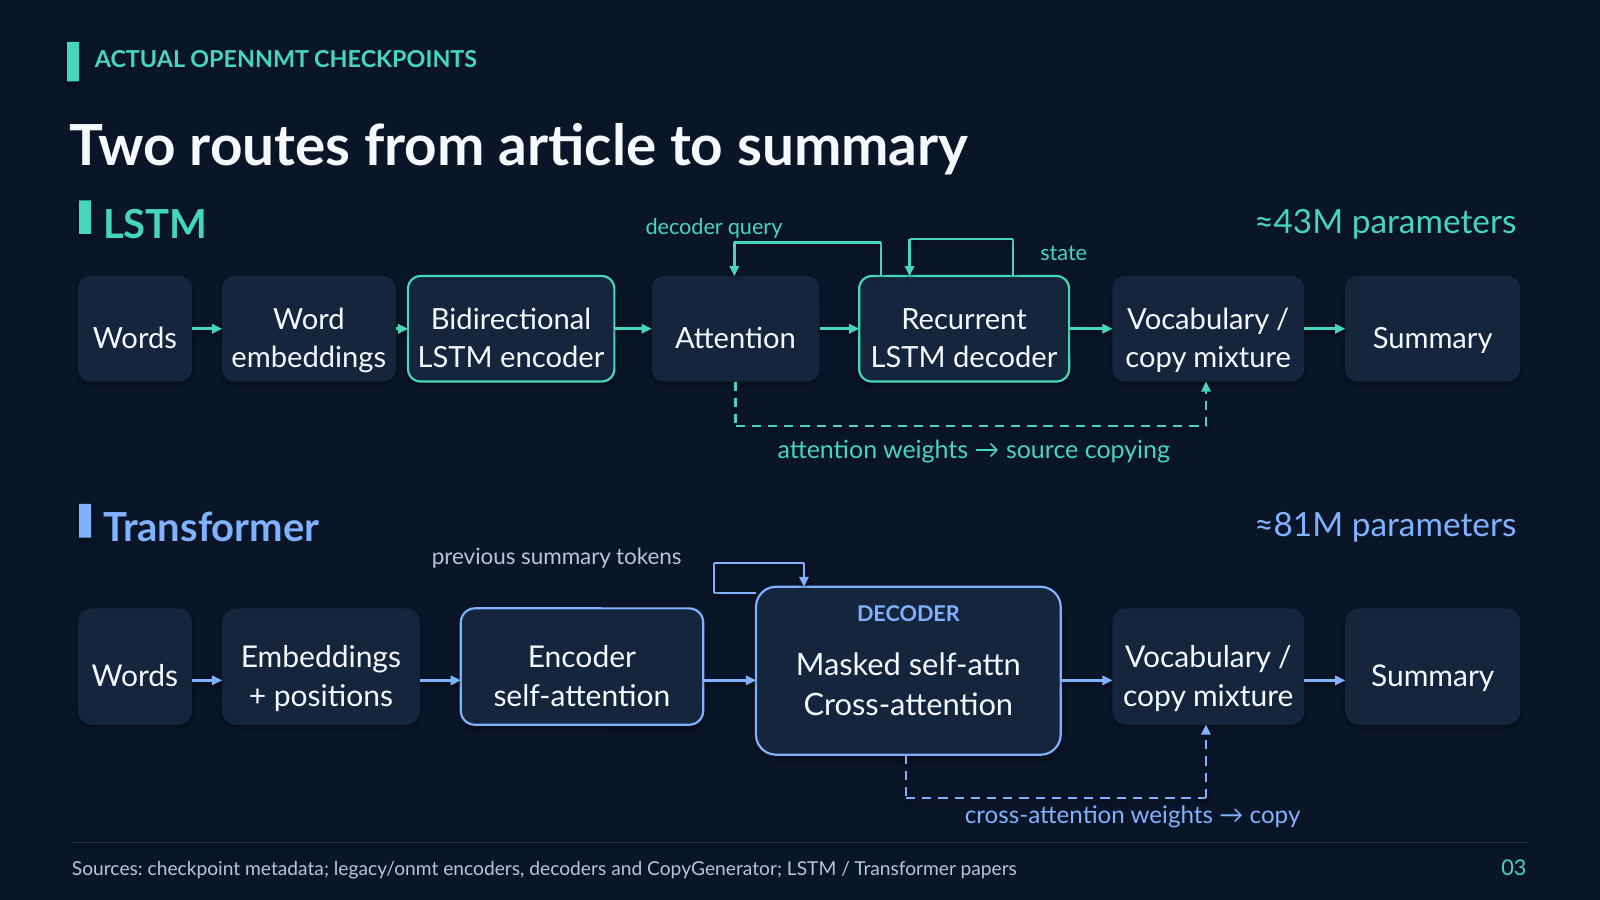 ACTUAL OPENNMT CHECKPOINTS
Two routes from article to summary
LSTM
≈43M parameters
decoder query
state
Words
Word
embeddings
Bidirectional
LSTM encoder
Attention
Recurrent
LSTM decoder
Vocabulary /
copy mixture
Summary
attention weights → source copying
Transformer
≈81M parameters
previous summary tokens
Words
Embeddings
+ positions
Encoder
self-attention
DECODER
Masked self-attn
Cross-attention
Vocabulary /
copy mixture
Summary
cross-attention weights → copy
Sources: checkpoint metadata; legacy/onmt encoders, decoders and CopyGenerator; LSTM / Transformer papers
03